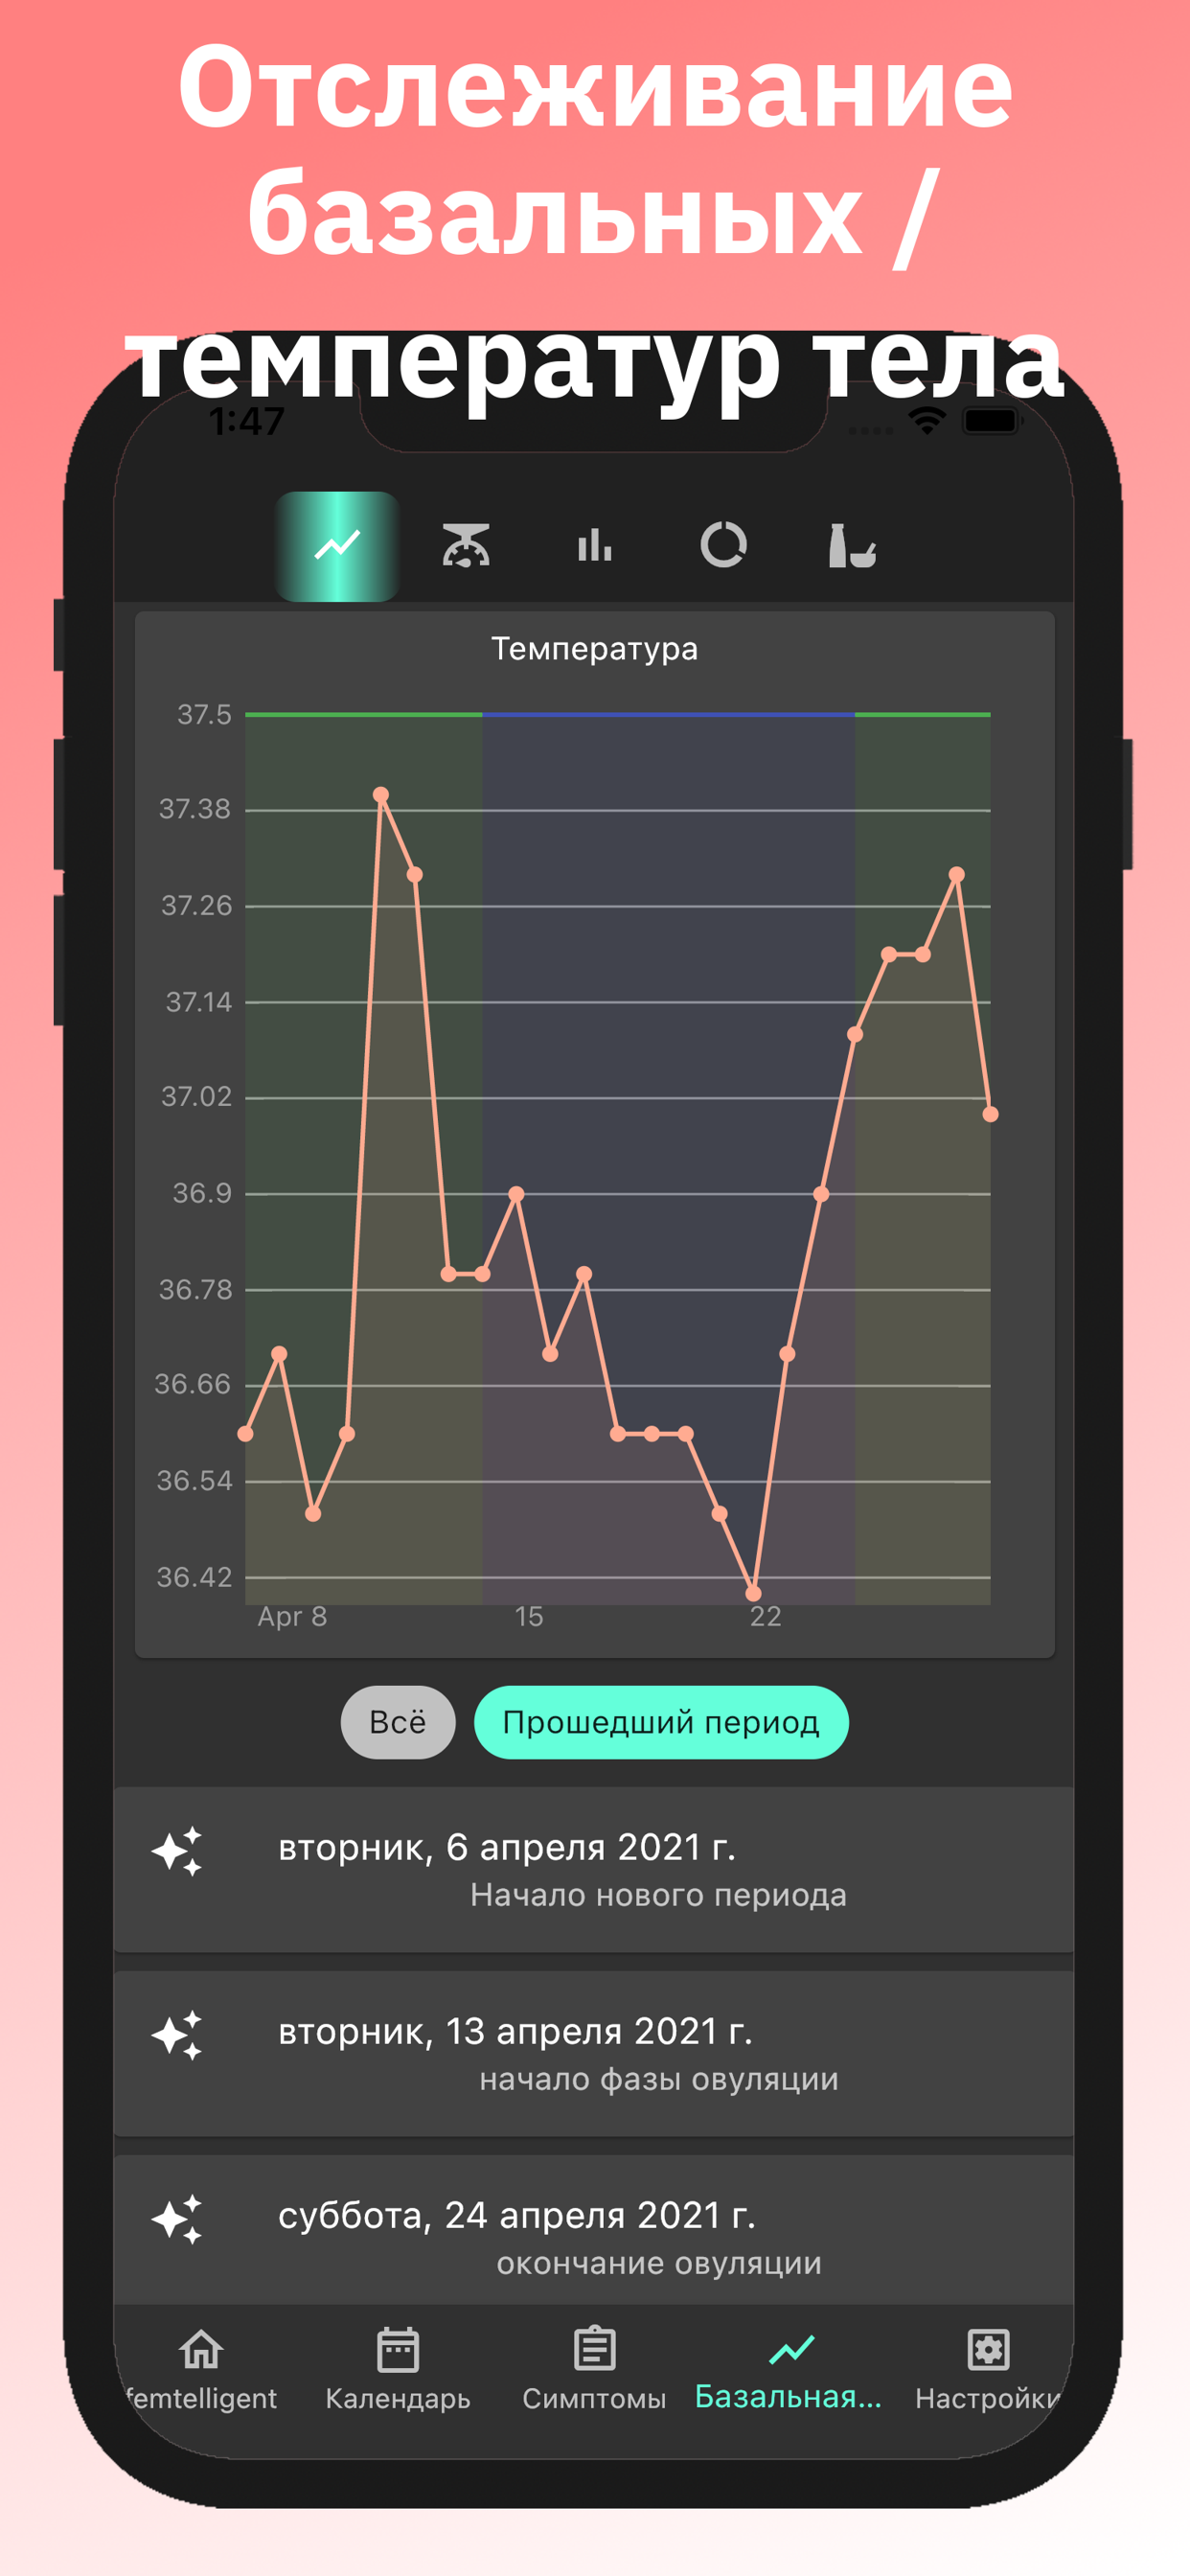 Отслеживание
базальных /
температур тела
1:47
Температура
37.5
37.38
37.26
37.14
37.02
36.9
36.78
36.66
36.54
36.42
Apr 8 15 22
Всё Прошедший период
вторник, 6 апреля 2021 г.
Начало нового периода
вторник, 13 апреля 2021 г.
начало фазы овуляции
суббота, 24 апреля 2021 г.
окончание овуляции
femtelligent Календарь Симптомы Базальная... Настройки